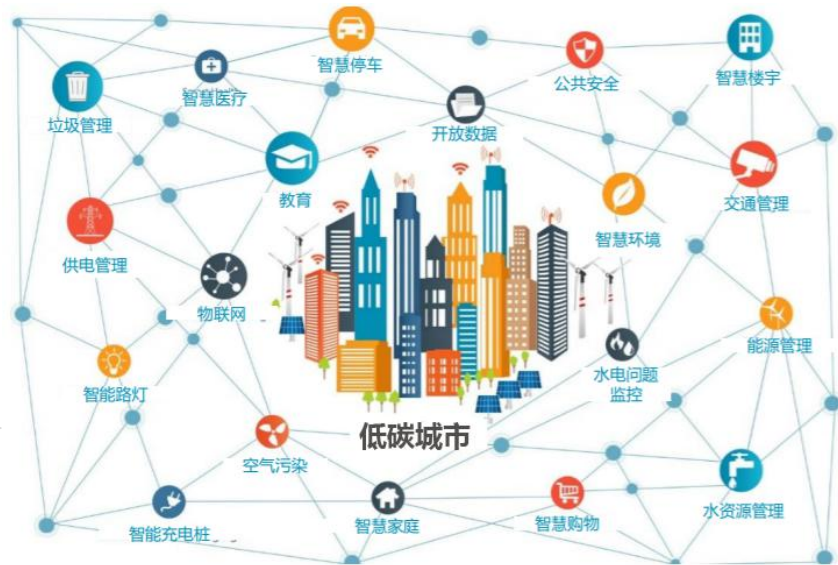 智慧停车
公共安全
智慧楼宇
智慧医疗
垃圾管理
开放数据
教育
交通管理
智慧环境
供电管理
物联网
能源管理
智能路灯
水电问题
监控
低碳城市
空气污染
智慧家庭
智慧购物
水资源管理
智能充电桩